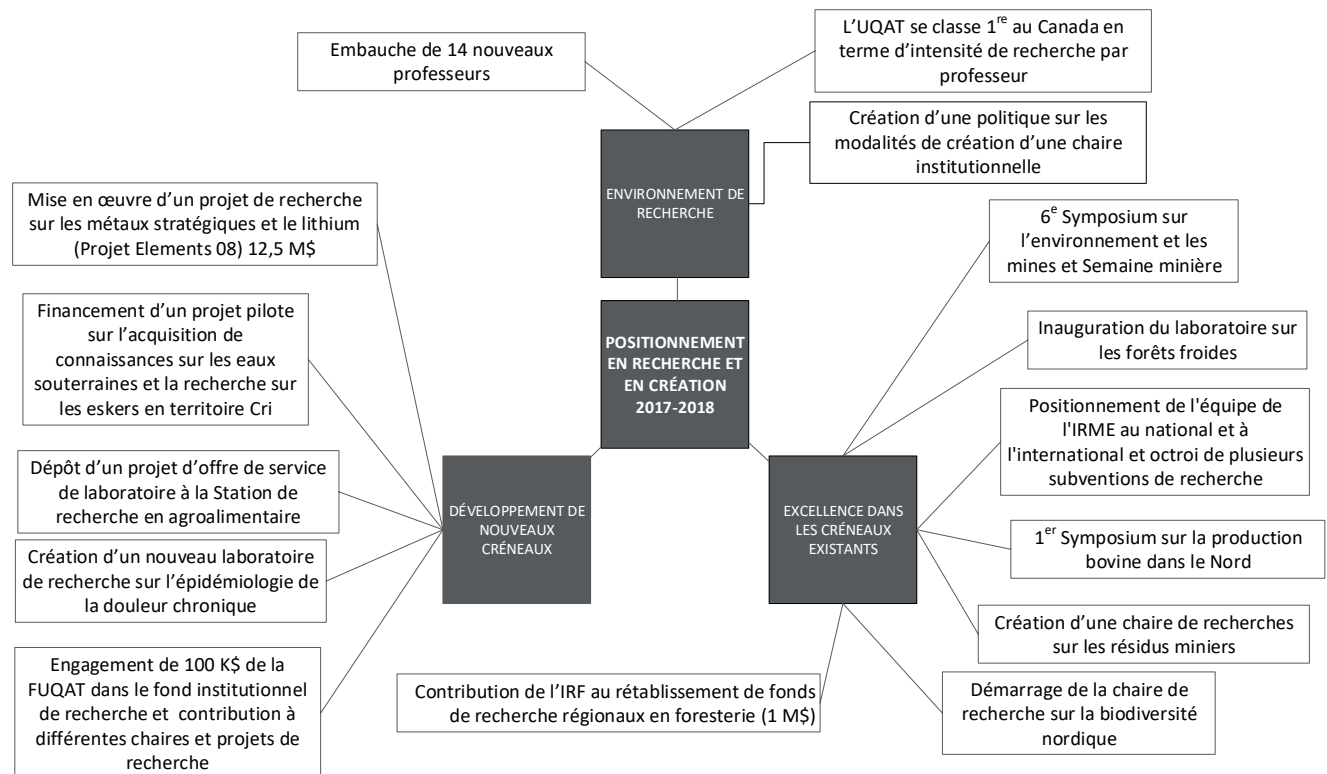 Embauche de 14 nouveaux
professeurs
L’UQAT se classe 1re au Canada en
terme d’intensité de recherche par
professeur
Création d’une politique sur les
modalités de création d’une chaire
institutionnelle
ENVIRONNEMENT DE
RECHERCHE
POSITIONNEMENT
EN RECHERCHE ET
EN CRÉATION
2017-2018
Mise en œuvre d’un projet de recherche
sur les métaux stratégiques et le lithium
(Projet Elements 08) 12,5 M$
Financement d’un projet pilote
sur l’acquisition de
connaissances sur les eaux
souterraines et la recherche sur
les eskers en territoire Cri
Dépôt d’un projet d’offre de service
de laboratoire à la Station de
recherche en agroalimentaire
Création d’un nouveau laboratoire
de recherche sur l’épidémiologie de
la douleur chronique
Engagement de 100 K$ de la
FUQAT dans le fond institutionnel
de recherche et contribution à
différentes chaires et projets de
recherche
DÉVELOPPEMENT DE
NOUVEAUX
CRÉNEAUX
EXCELLENCE DANS
LES CRÉNEAUX
EXISTANTS
6e Symposium sur
l’environnement et les
mines et Semaine minière
Inauguration du laboratoire sur
les forêts froides
Positionnement de l'équipe de
l'IRME au national et à
l'international et octroi de plusieurs
subventions de recherche
1er Symposium sur la production
bovine dans le Nord
Création d’une chaire de recherches
sur les résidus miniers
Démarrage de la chaire de
recherche sur la biodiversité
nordique
Contribution de l’IRF au rétablissement de fonds
de recherche régionaux en foresterie (1 M$)